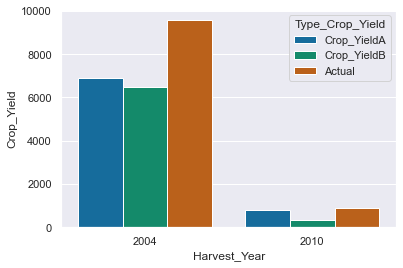 10000
8000
6000
4000
2000
0
Crop_Yield
Type_Crop_Yield
Crop_YieldA
Crop_YieldB
Actual
2004 2010
Harvest_Year